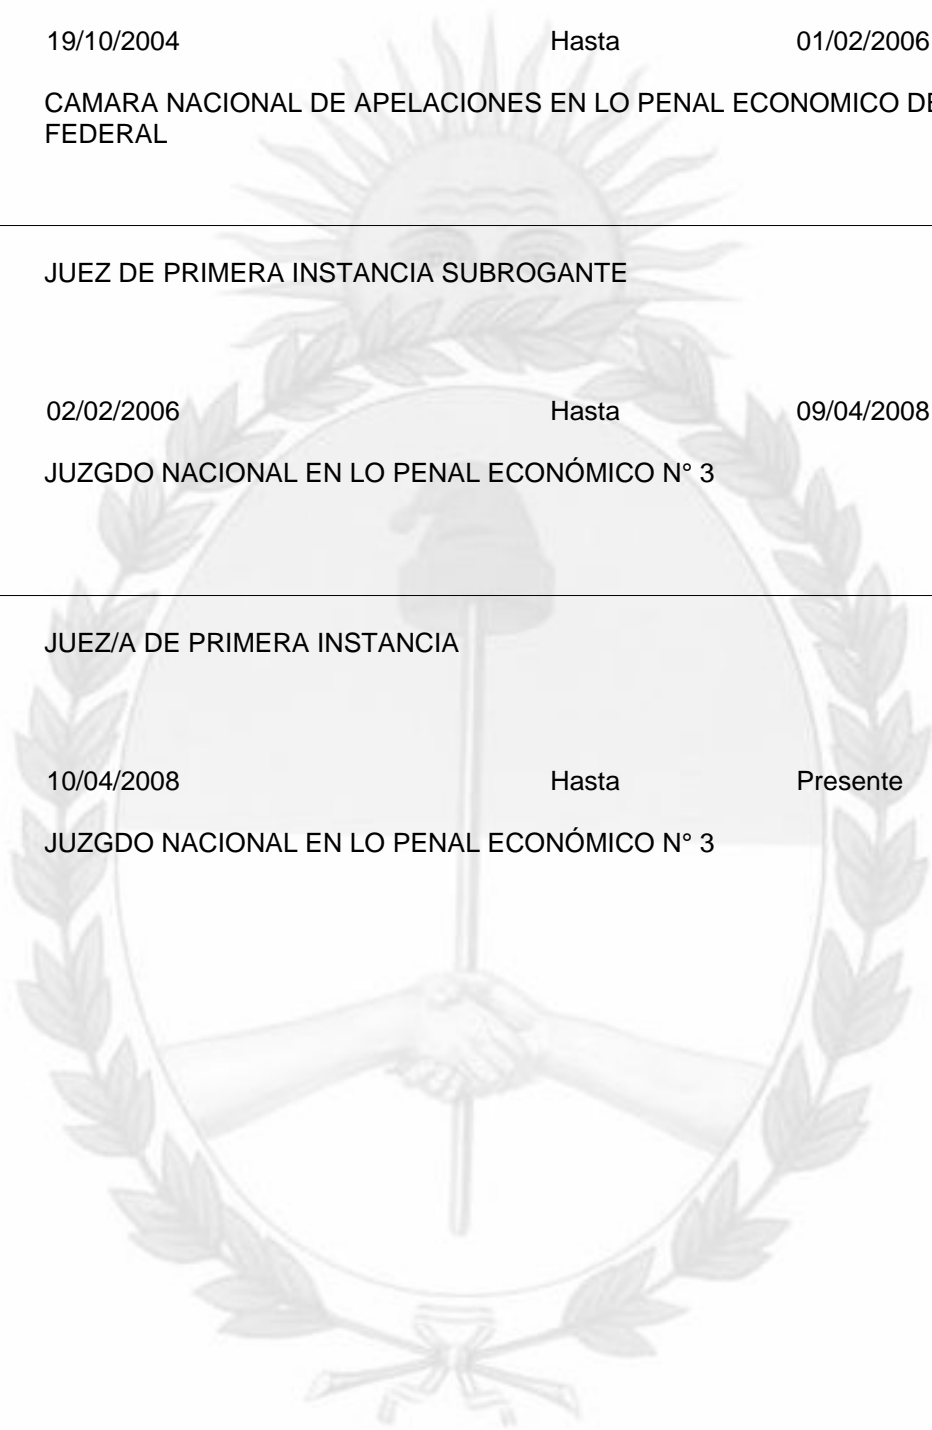 19/10/2004 Hasta 01/02/2006
CAMARA NACIONAL DE APELACIONES EN LO PENAL ECONOMICO DE
FEDERAL
JUEZ DE PRIMERA INSTANCIA SUBROGANTE
02/02/2006 Hasta 09/04/2008
JUZGDO NACIONAL EN LO PENAL ECONÓMICO N° 3
JUEZ/A DE PRIMERA INSTANCIA
10/04/2008 Hasta Presente
JUZGDO NACIONAL EN LO PENAL ECONÓMICO N° 3